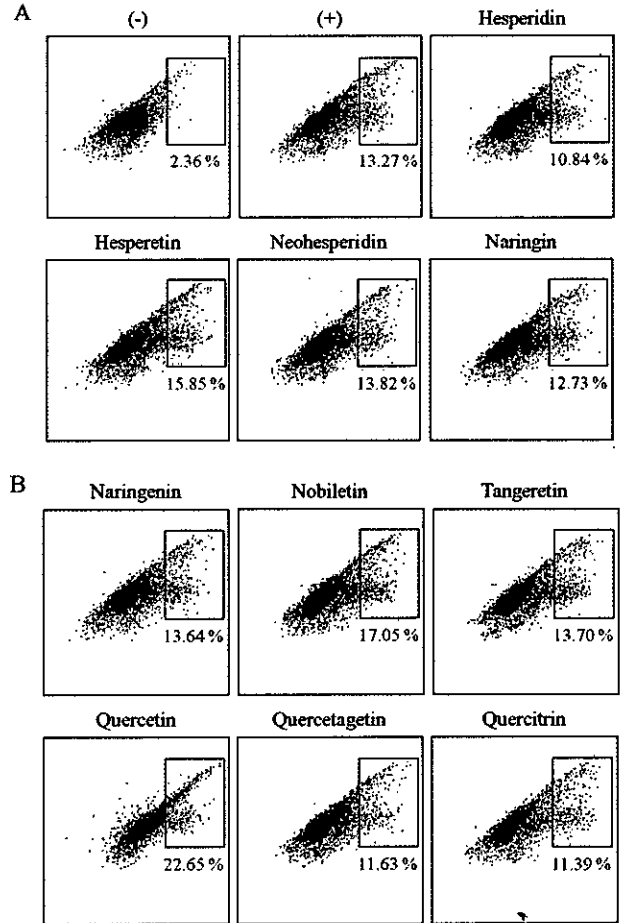 A
(-) (+) Hesperidin
2.36 % 13.27 % 10.84 %
Hesperetin Neohesperidin Naringin
15.85 % 13.82 % 12.73 %
B
Naringenin Nobiletin Tangeretin
13.64 % 17.05 % 13.70 %
Quercetin Quercetagetin Quercitrin
22.65 % 11.63 % 11.39 %